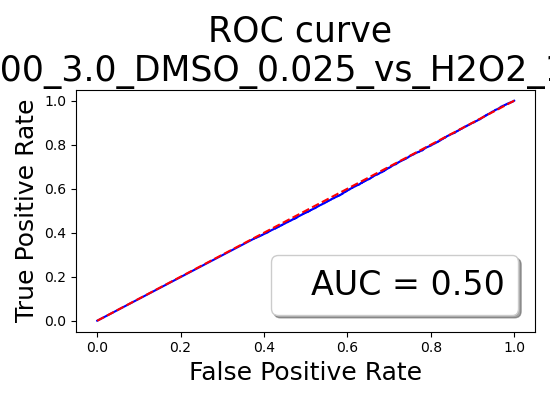 ROC curve
00_3.0_DMSO_0.025_vs_H2O2_
True Positive Rate
1.0
0.8
0.6
0.4
0.2
0.0
AUC = 0.50
0.0 0.2 0.4 0.6 0.8 1.0
False Positive Rate